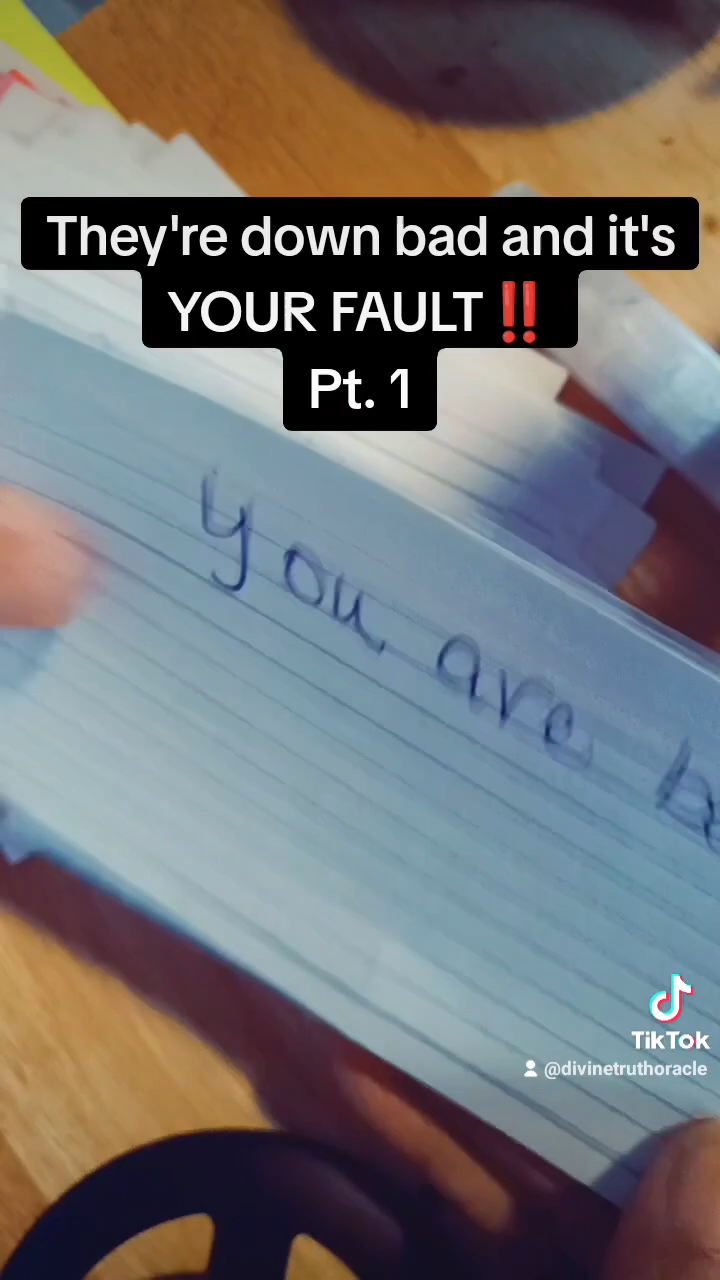 They're down bad and it's
YOUR FAULT‼️
Pt. 1
you are
TikTok
@divinetruthoracle